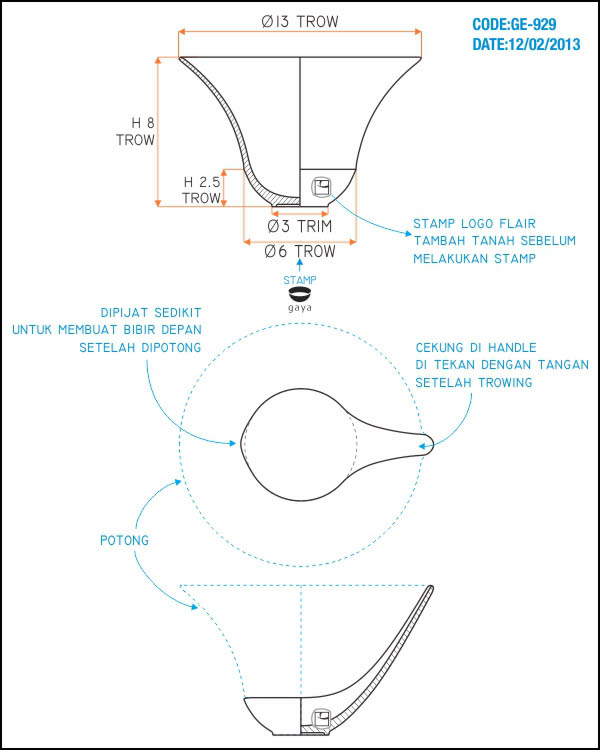 Ø13 TROW
CODE:GE-929
DATE:12/02/2013
H 8
TROW
H 2.5
TROW
Ø3 TRIM
Ø6 TROW
STAMP LOGO FLAIR
TAMBAH TANAH SEBELUM
MELAKUKAN STAMP
STAMP
gaya
DIPIJAT SEDIKIT
UNTUK MEMBUAT BIBIR DEPAN
SETELAH DIPOTONG
CEKUNG DI HANDLE
DI TEKAN DENGAN TANGAN
SETELAH TROWING
POTONG